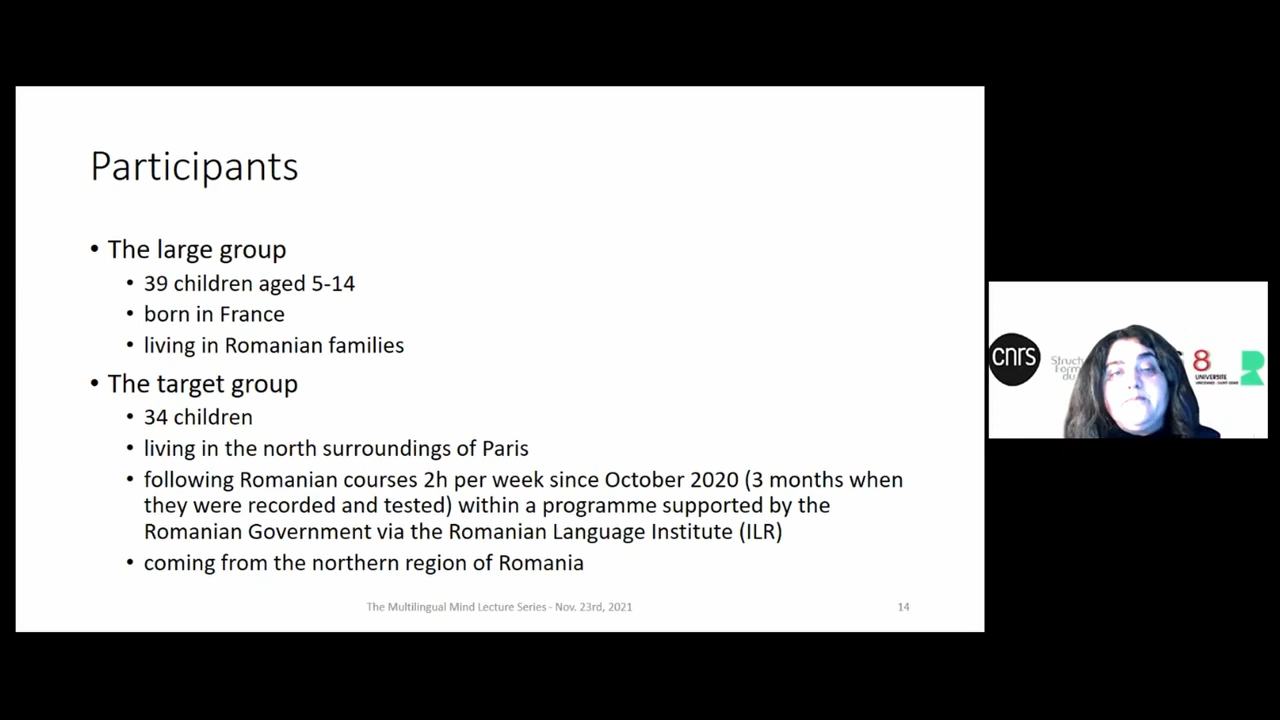 Participants
• The large group
• 39 children aged 5-14
• born in France
• living in Romanian families
• The target group
• 34 children
• living in the north surroundings of Paris
• following Romanian courses 2h per week since October 2020 (3 months when
they were recorded and tested) within a programme supported by the
Romanian Government via the Romanian Language Institute (ILR)
• coming from the northern region of Romania
The Multilingual Mind Lecture Series - Nov. 23rd, 2021
14
cnrs
8
UNIVERSITE